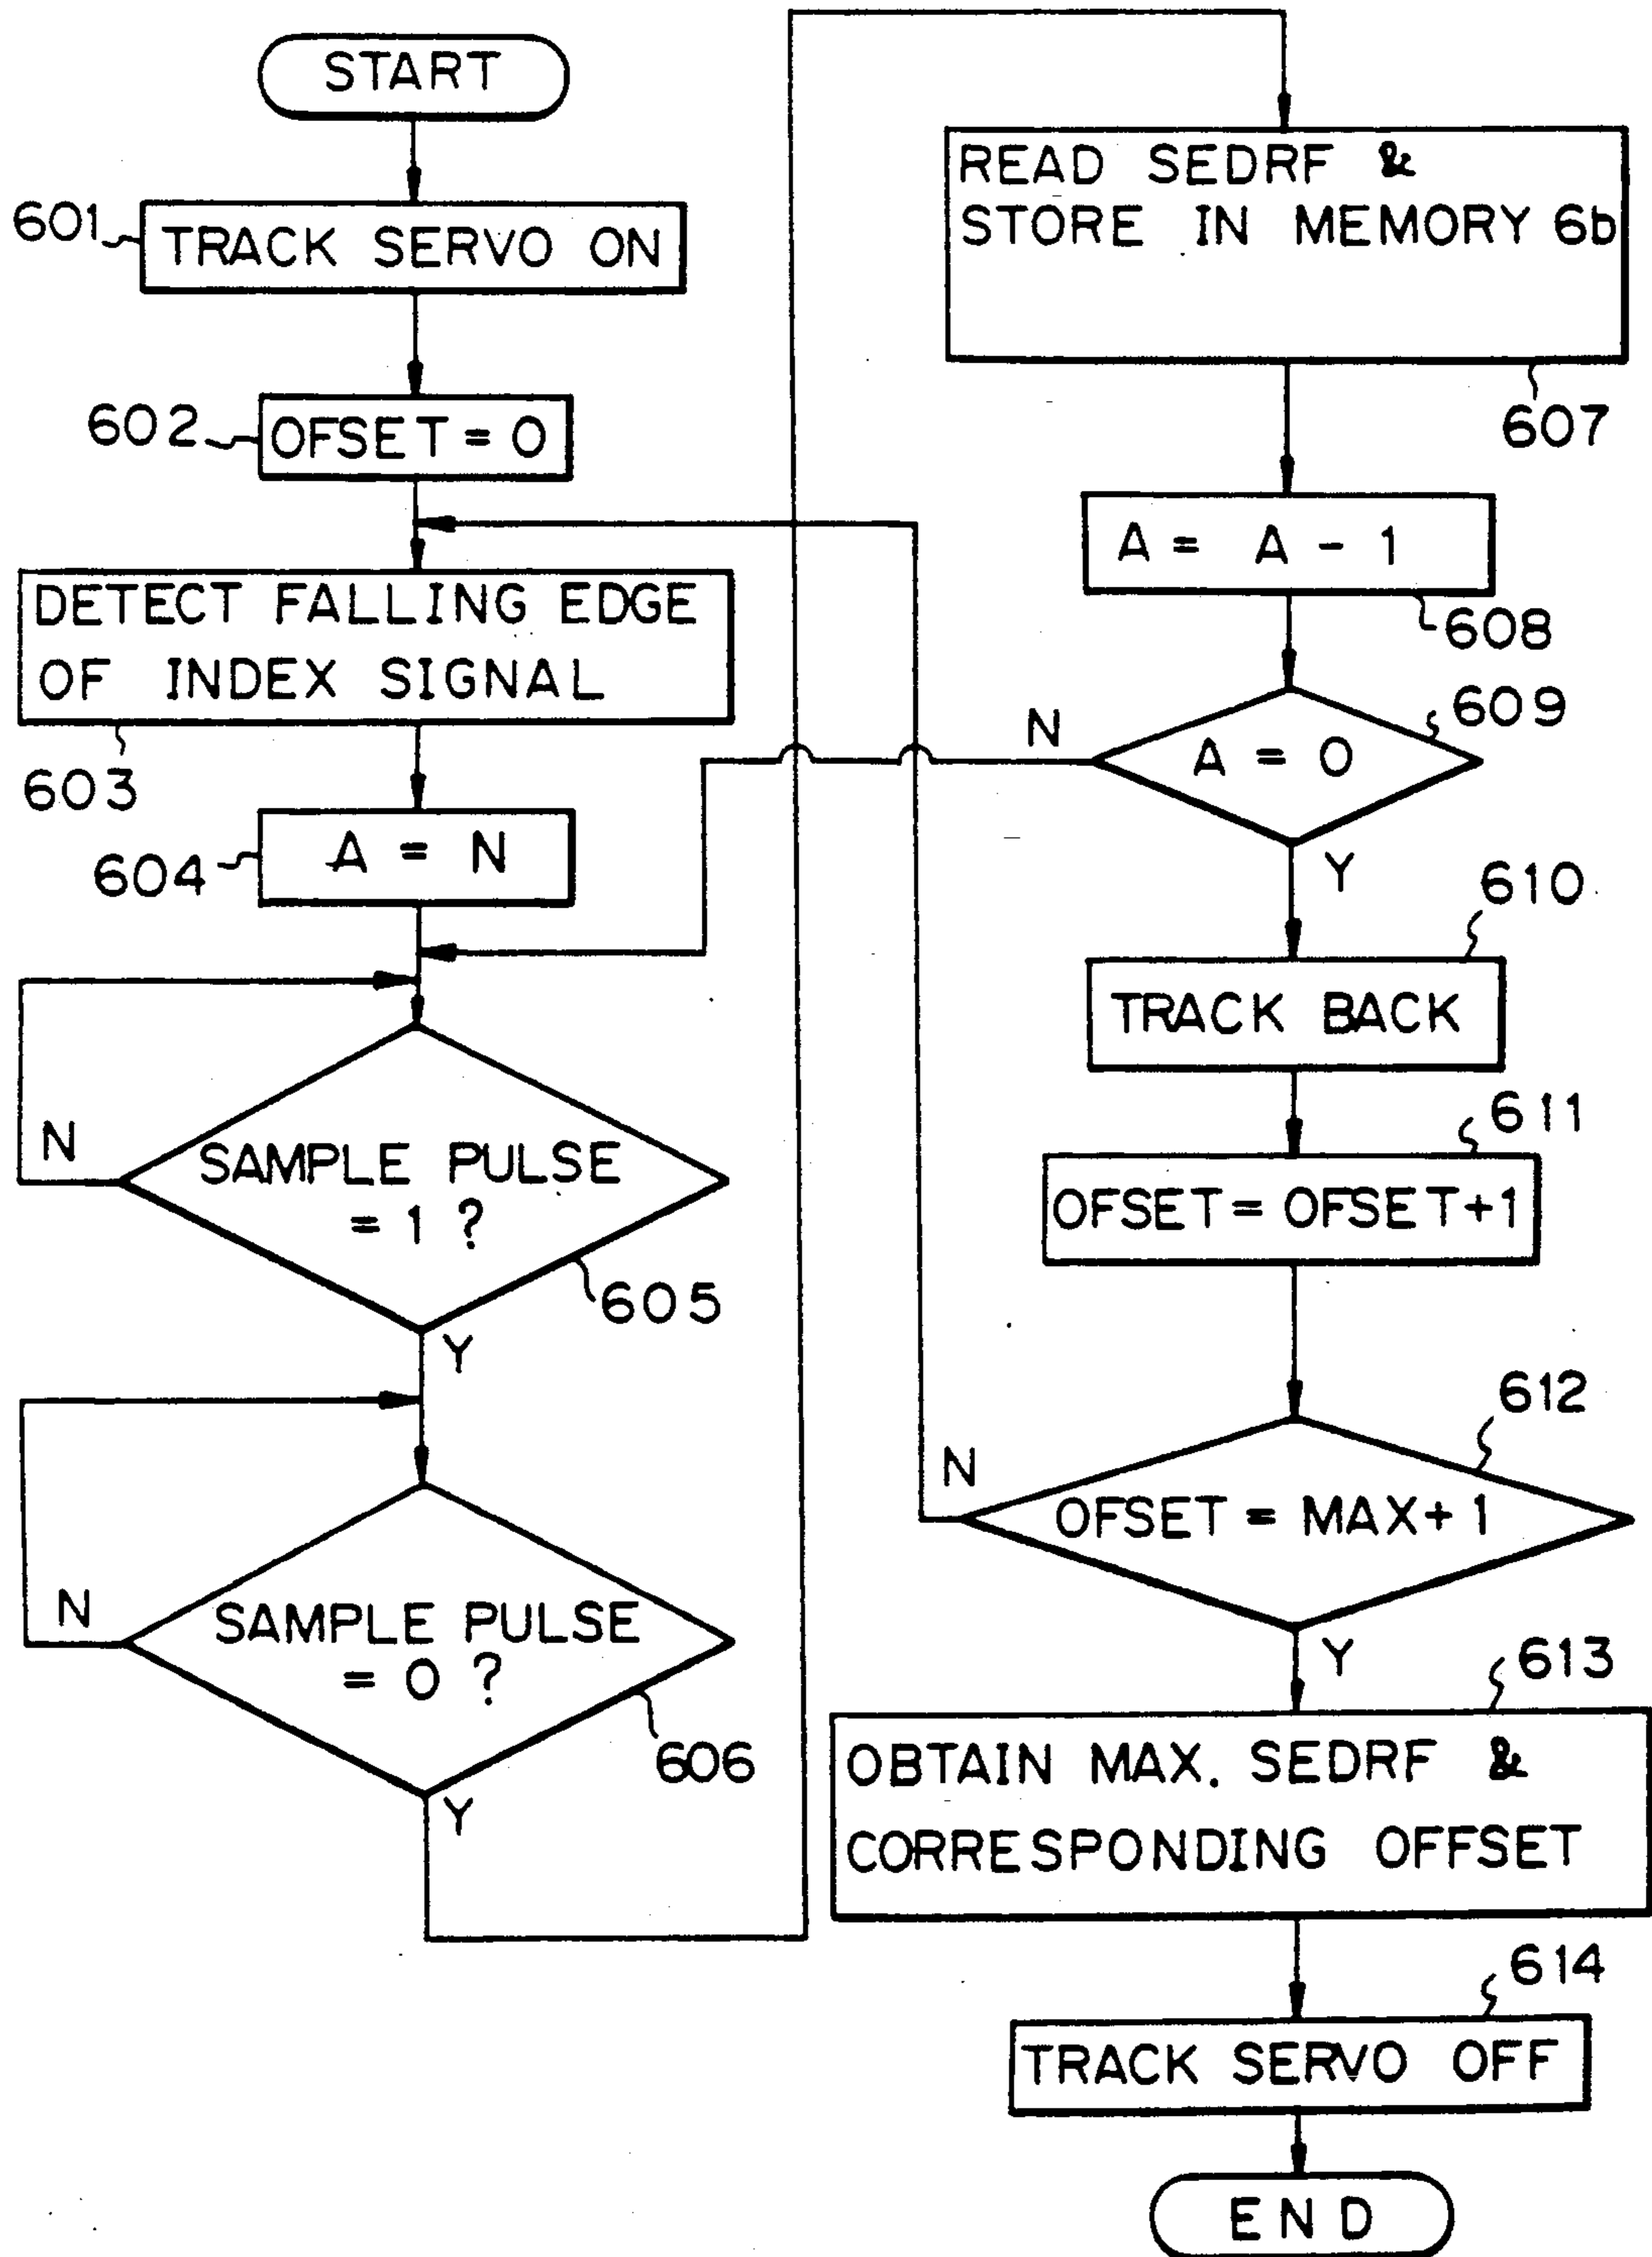 START
601
TRACK SERVO ON
602
OFSET = 0
DETECT FALLING EDGE
OF INDEX SIGNAL
603
604
A = N
N
SAMPLE PULSE
= 1 ?
605
Y
N
SAMPLE PULSE
= 0 ?
606
Y
READ SEDRF &
STORE IN MEMORY 6b
607
A = A - 1
608
609
N
A = 0
Y
610
TRACK BACK
611
OFSET = OFSET+1
612
N
OFSET = MAX+ 1
Y
613
OBTAIN MAX. SEDRF &
CORRESPONDING OFFSET
614
TRACK SERVO OFF
END